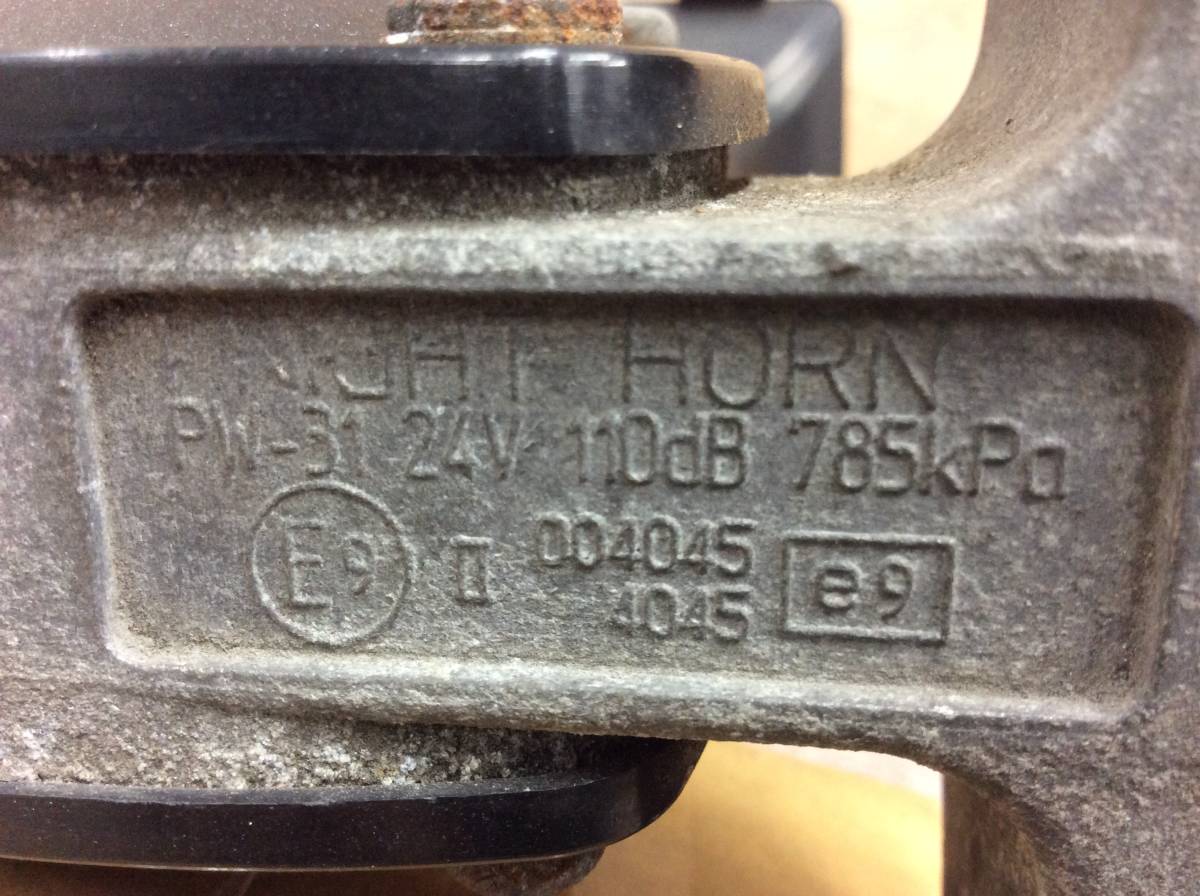 HORN
PW-31 24V 110dB 785kPa
E9 II 004045 e9
4045